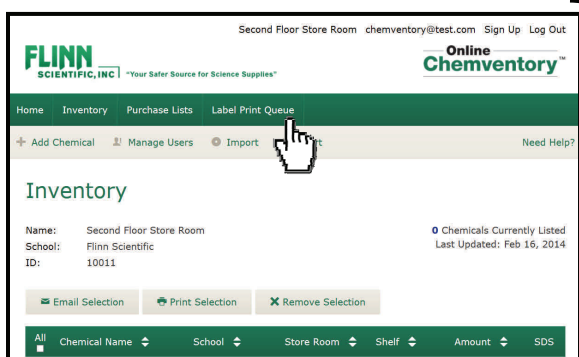 Second Floor Store Room chemventory@test.com Sign Up Log Out
FLINN
SCIENTIFIC, INC "Your Safer Source for Science Supplies"
Online
Chemventory™
Home Inventory Purchase Lists Label Print Queue
Add Chemical Manage Users Import Need Help?
Inventory
Name: Second Floor Store Room
School: Flinn Scientific
ID: 10011
0 Chemicals Currently Listed
Last Updated: Feb 16, 2014
Email Selection Print Selection Remove Selection
All Chemical Name School Store Room Shelf Amount SDS